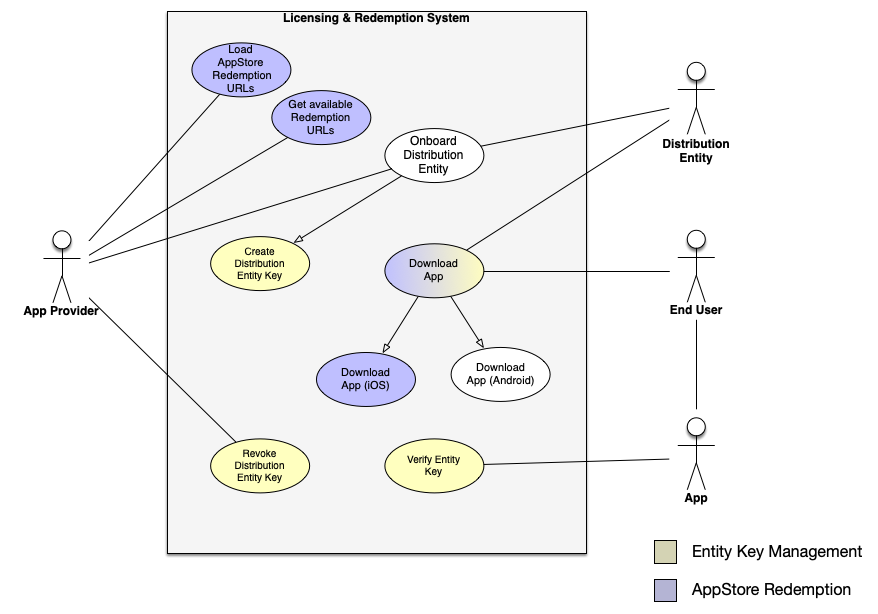 Licensing & Redemption System
Load
AppStore
Redemption
URLs
Get available
Redemption
URLs
Onboard
Distribution
Entity
Distribution
Entity
Create
Distribution
Entity Key
Download
App
App Provider
End User
Download
App (iOS)
Download
App (Android)
Revoke
Distribution
Entity Key
Verify Entity
Key
App
Entity Key Management
AppStore Redemption